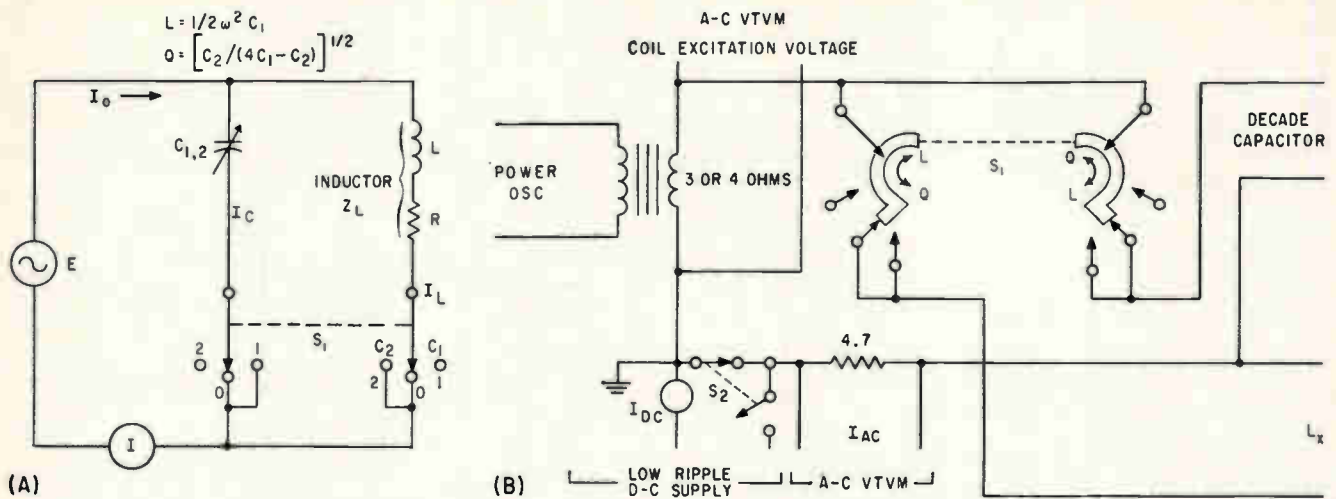 L = 1/2 ω² C₁
Q = [C₂/(4C₁-C₂)]^1/2
I₀
C₁,₂
I_C
INDUCTOR
Z_L
L
R
E
I_L
S₁
2
1
0
C₂
2
C₁
0
1
I
(A)
A-C VTVM
COIL EXCITATION VOLTAGE
POWER
OSC
3 OR 4 OHMS
L
Q
S₁
Q
L
DECADE
CAPACITOR
4.7
S₂
I_DC
I_AC
L_X
LOW RIPPLE
D-C SUPPLY
A-C VTVM
(B)